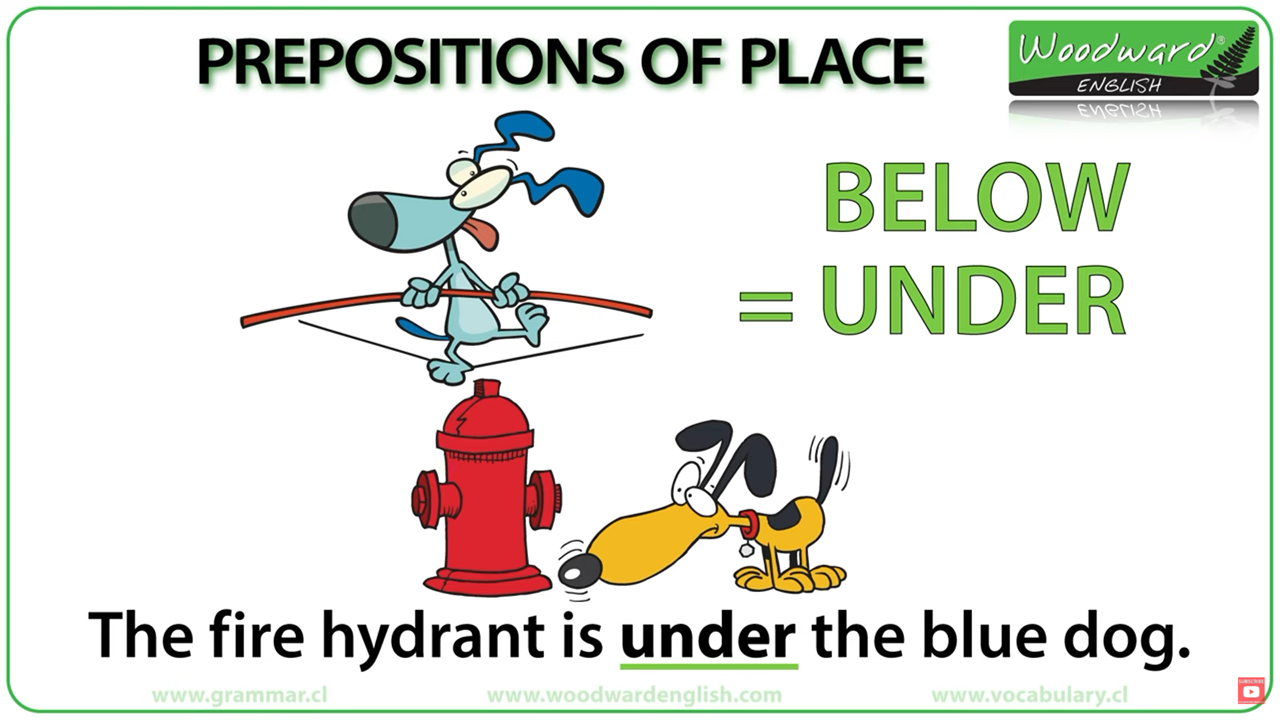 PREPOSITIONS OF PLACE
Woodward®
ENGLISH
BELOW
= UNDER
The fire hydrant is under the blue dog.
www.grammar.cl
www.woodwardenglish.com
www.vocabulary.cl
SUBSCRIBE